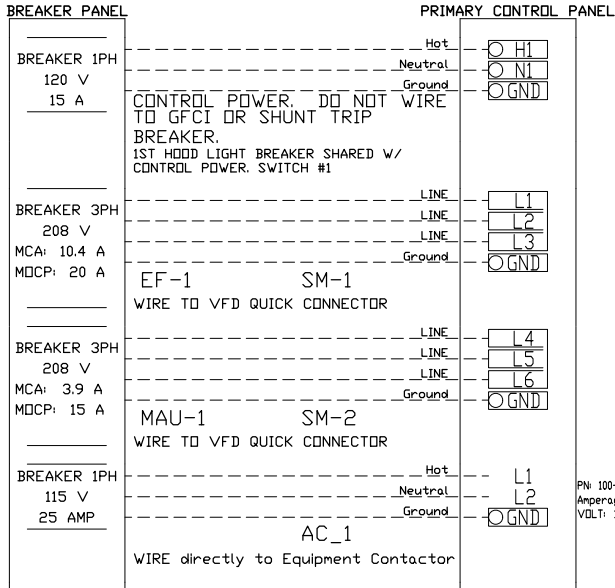 BREAKER PANEL
PRIMARY CONTROL PANEL
BREAKER 1PH
120 V
15 A
Hot
H1
Neutral
N1
Ground
GND
CONTROL POWER. DO NOT WIRE
TO GFCI OR SHUNT TRIP
BREAKER.
1ST HOOD LIGHT BREAKER SHARED W/
CONTROL POWER. SWITCH #1
BREAKER 3PH
208 V
MCA: 10.4 A
MOCP: 20 A
LINE
L1
LINE
L2
LINE
L3
Ground
GND
EF-1 SM-1
WIRE TO VFD QUICK CONNECTOR
BREAKER 3PH
208 V
MCA: 3.9 A
MOCP: 15 A
LINE
L4
LINE
L5
LINE
L6
Ground
GND
MAU-1 SM-2
WIRE TO VFD QUICK CONNECTOR
BREAKER 1PH
115 V
25 AMP
Hot
L1
Neutral
L2
Ground
GND
PN: 100-
Amperag
VOLT:
AC_1
WIRE directly to Equipment Contactor